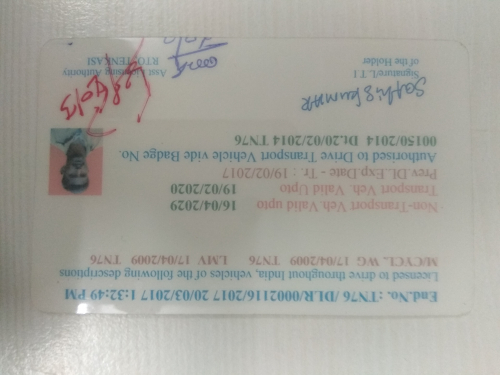 End.No. : TN76 /DLR/0002116/2017 20/03/2017 1:32:49 PM
Licensed to drive throughout India, vehicles of the following descriptions
M/CYCL. WG 17/04/2009 TN76 LMV 17/04/2009 TN76
Non-Transport Veh. Valid upto 16/04/2029
Transport Veh. Valid Upto 19/02/2020
Prev.DL.Exp.Date - Tr : 19/02/2017
Authorised to Drive Transport Vehicle vide Badge No.
00150/2014 Dt.20/02/2014 TN76
Signature/L T I
of the Holder
Asst Licensing Authority
RTO, TENKASI